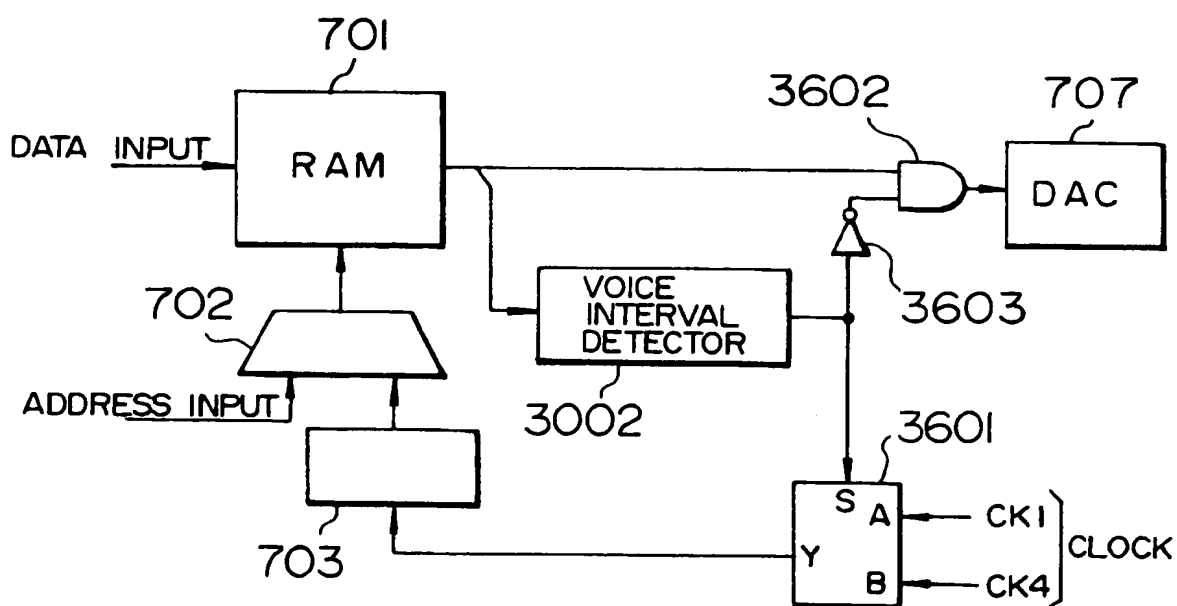 701
3602
707
DATA INPUT
RAM
DAC
702
VOICE
INTERVAL
DETECTOR
3603
ADDRESS INPUT
3002
3601
S
A
CK1
703
Y
CLOCK
B
CK4